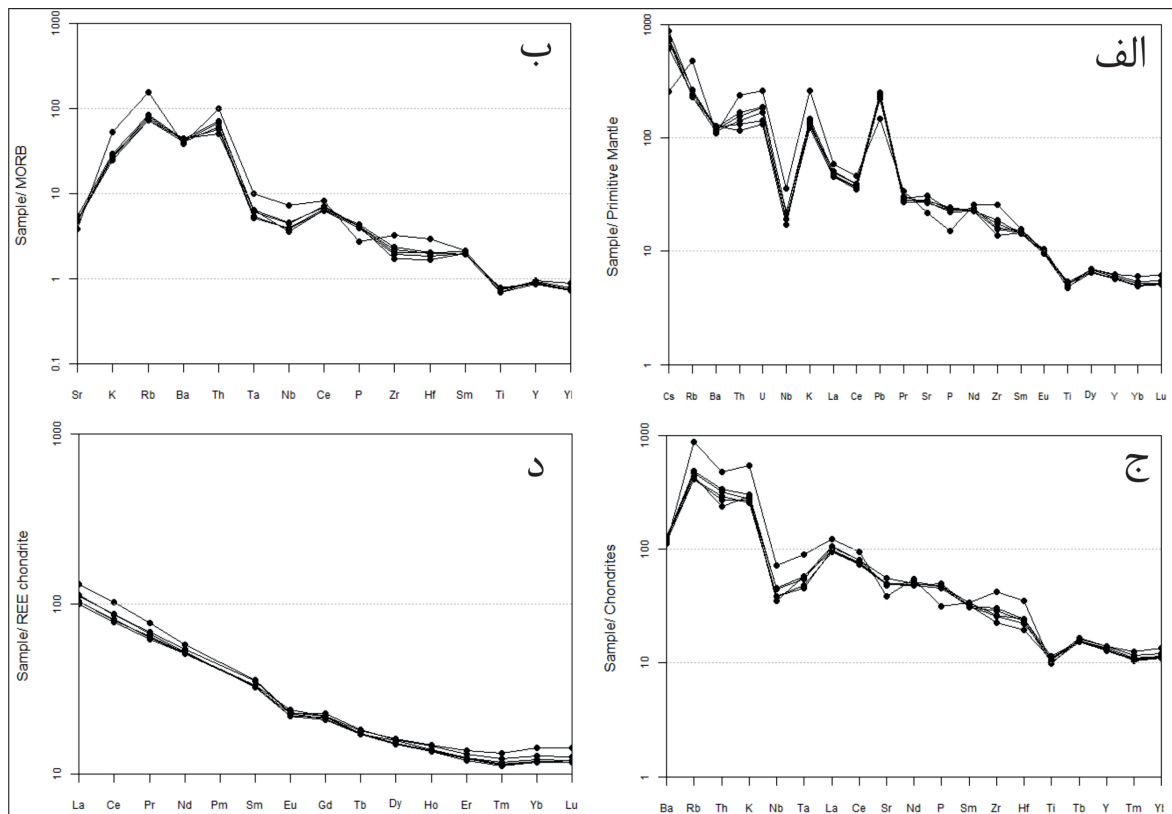 ب
Sample/ MORB
1000
100
10
1
0.1
Sr K Rb Ba Th Ta Nb Ce P Zr Hf Sm Ti Y Yl
الف
Sample/ Primitive Mantle
1000
100
10
1
Cs Rb Ba Th U Nb K La Ce Pb Pr Sr P Nd Zr Sm Eu Ti Dy Y Yb Lu
د
Sample/ REE chondrite
1000
100
10
La Ce Pr Nd Pm Sm Eu Gd Tb Dy Ho Er Tm Yb Lu
ج
Sample/ Chondrites
1000
100
10
1
Ba Rb Th K Nb Ta La Ce Sr Nd P Sm Zr Hf Ti Tb Y Tm Yl